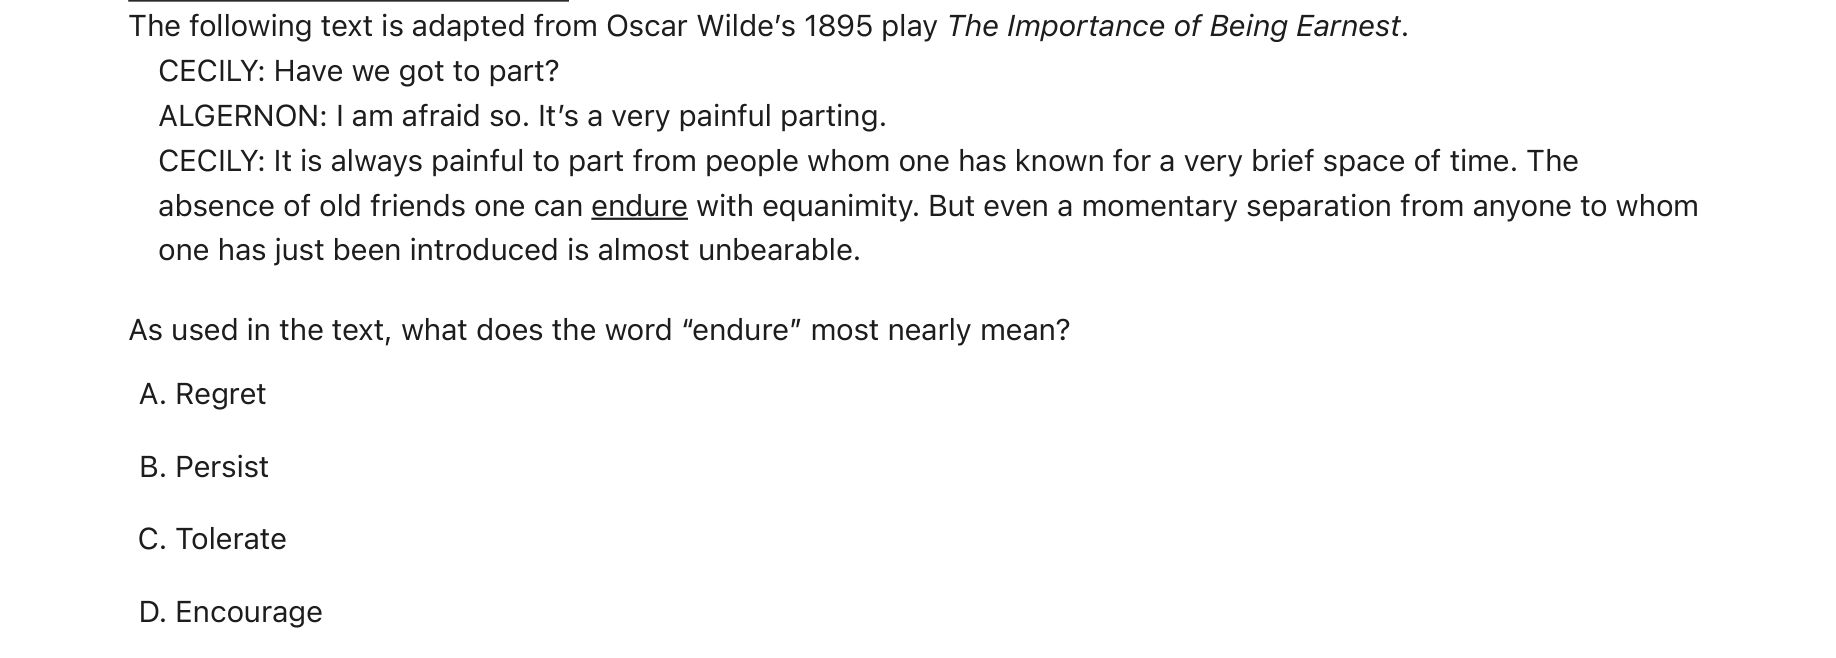 The following text is adapted from Oscar Wilde’s 1895 play The Importance of Being Earnest.
CECILY: Have we got to part?
ALGERNON: I am afraid so. It’s a very painful parting.
CECILY: It is always painful to part from people whom one has known for a very brief space of time. The
absence of old friends one can endure with equanimity. But even a momentary separation from anyone to whom
one has just been introduced is almost unbearable.
As used in the text, what does the word “endure” most nearly mean?
A. Regret
B. Persist
C. Tolerate
D. Encourage